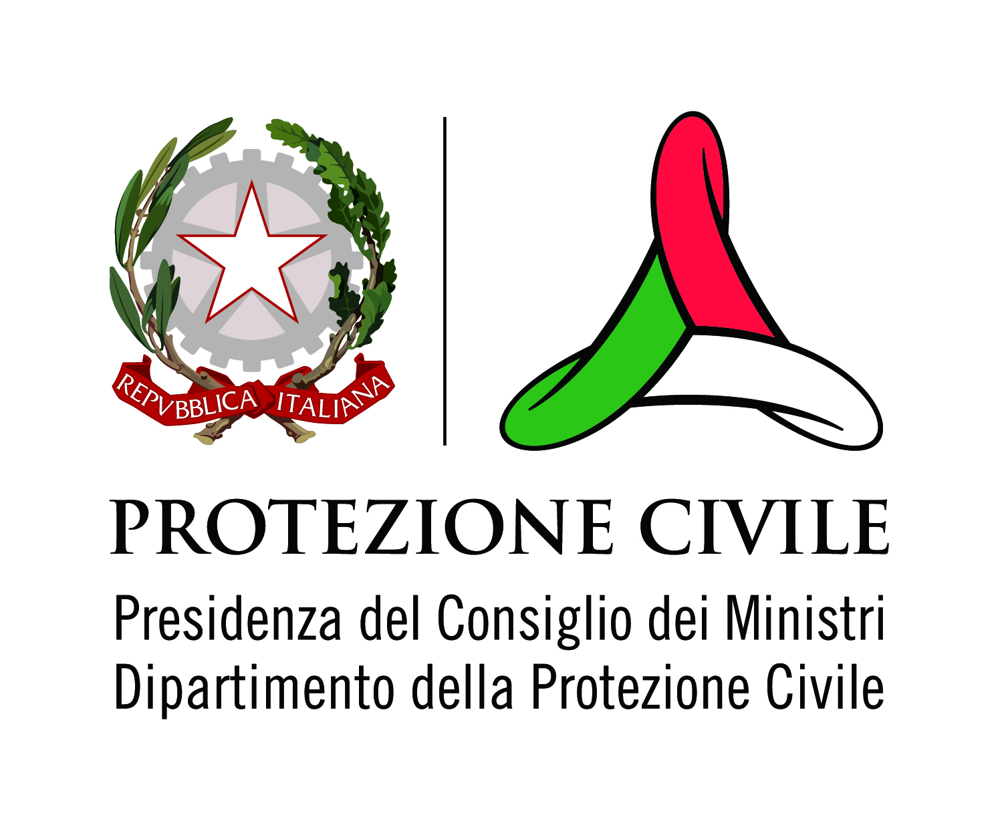 REPVBBLICA ITALIANA
PROTEZIONE CIVILE
Presidenza del Consiglio dei Ministri
Dipartimento della Protezione Civile